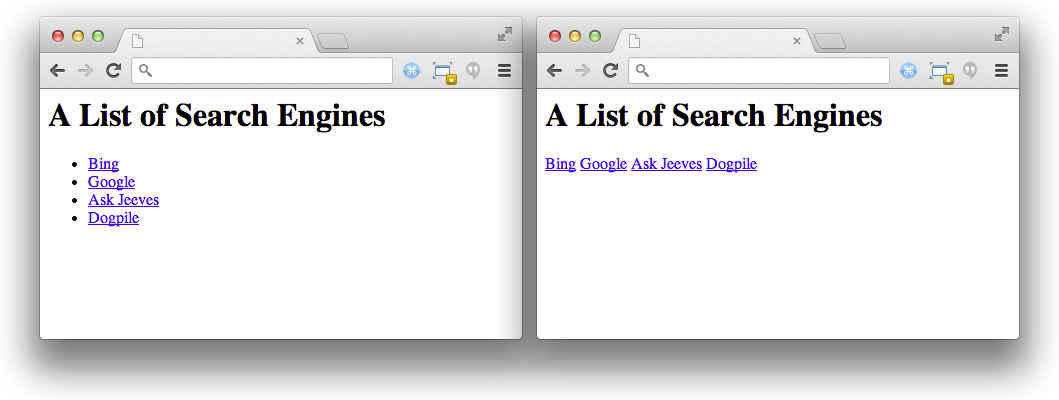 A List of Search Engines
• Bing
• Google
• Ask Jeeves
• Dogpile
A List of Search Engines
Bing Google Ask Jeeves Dogpile